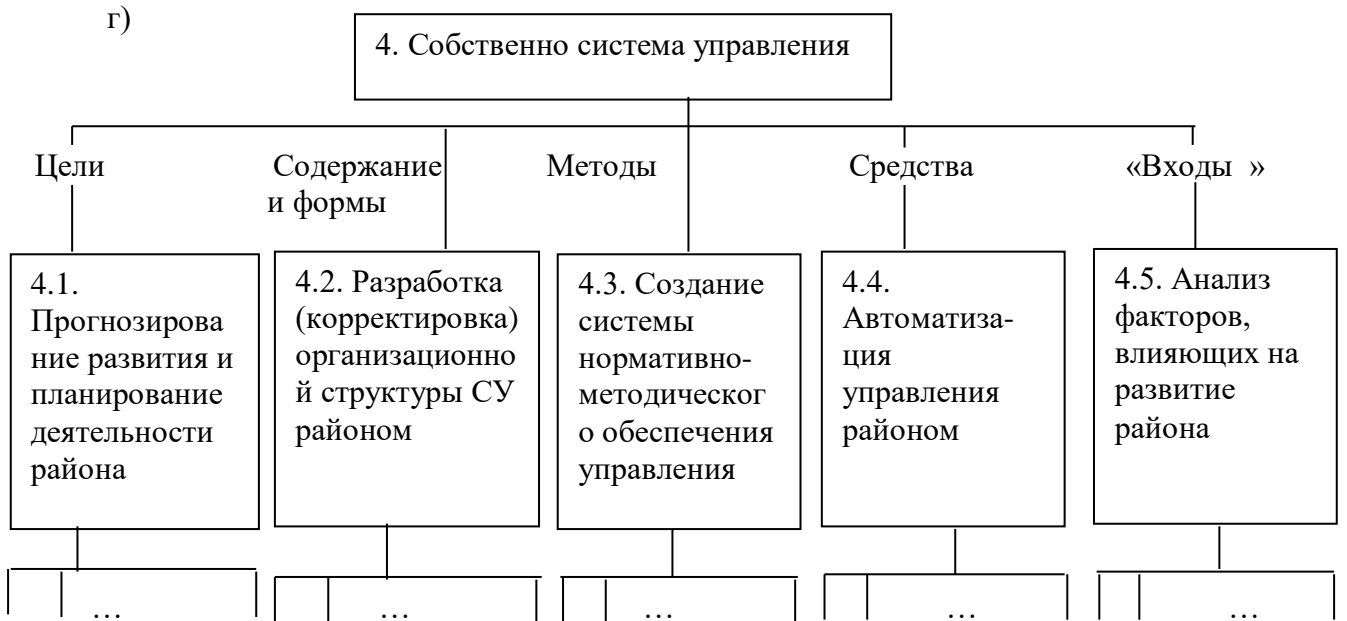 г)
4. Собственно система управления
Цели
Содержание
и формы
Методы
Средства
«Входы »
4.1.
Прогнозирова
ние развития и
планирование
деятельности
района
4.2. Разработка
(корректировка)
организационно
й структуры СУ
районом
4.3. Создание
системы
нормативно-
методическог
о обеспечения
управления
4.4.
Автоматиза-
ция
управления
районом
4.5. Анализ
факторов,
влияющих на
развитие
района
…
…
…
…
…